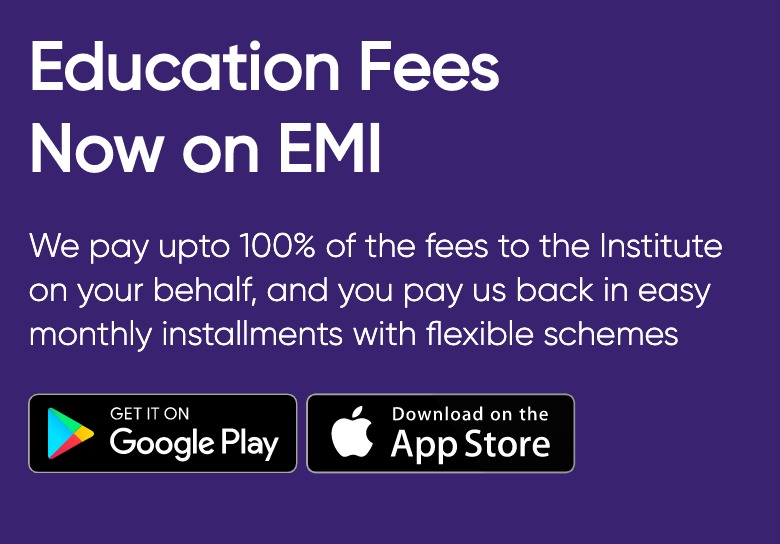 Education Fees
Now on EMI
We pay upto 100% of the fees to the Institute
on your behalf, and you pay us back in easy
monthly installments with flexible schemes
GET IT ON
Google Play
Download on the
App Store